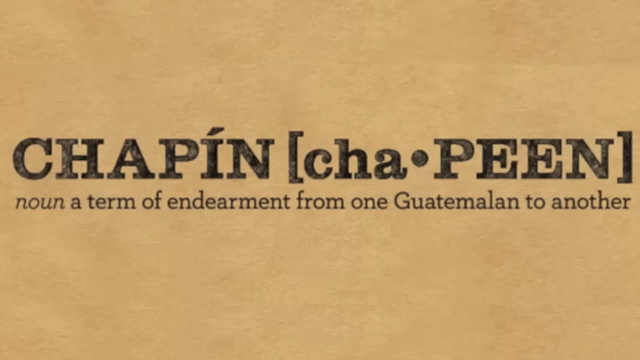 CHAPÍN [cha•PEEN]
noun a term of endearment from one Guatemalan to another